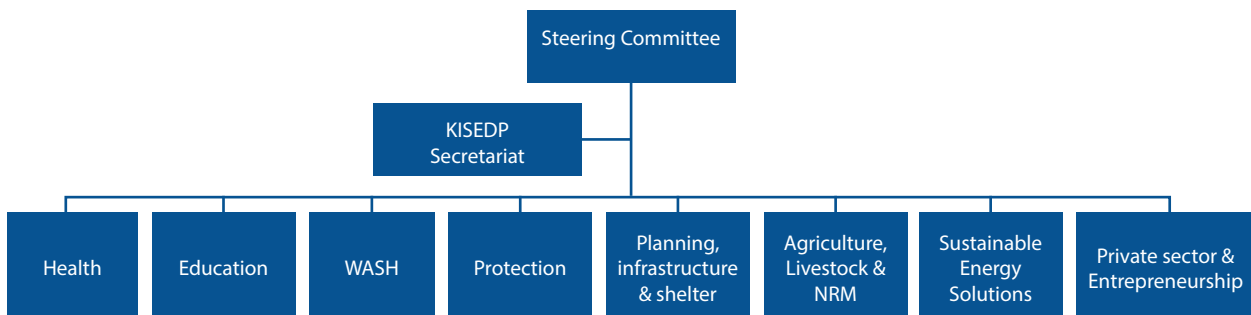 Steering Committee
KISEDP
Secretariat
Health
Education
WASH
Protection
Planning,
infrastructure
& shelter
Agriculture,
Livestock &
NRM
Sustainable
Energy
Solutions
Private sector &
Entrepreneurship